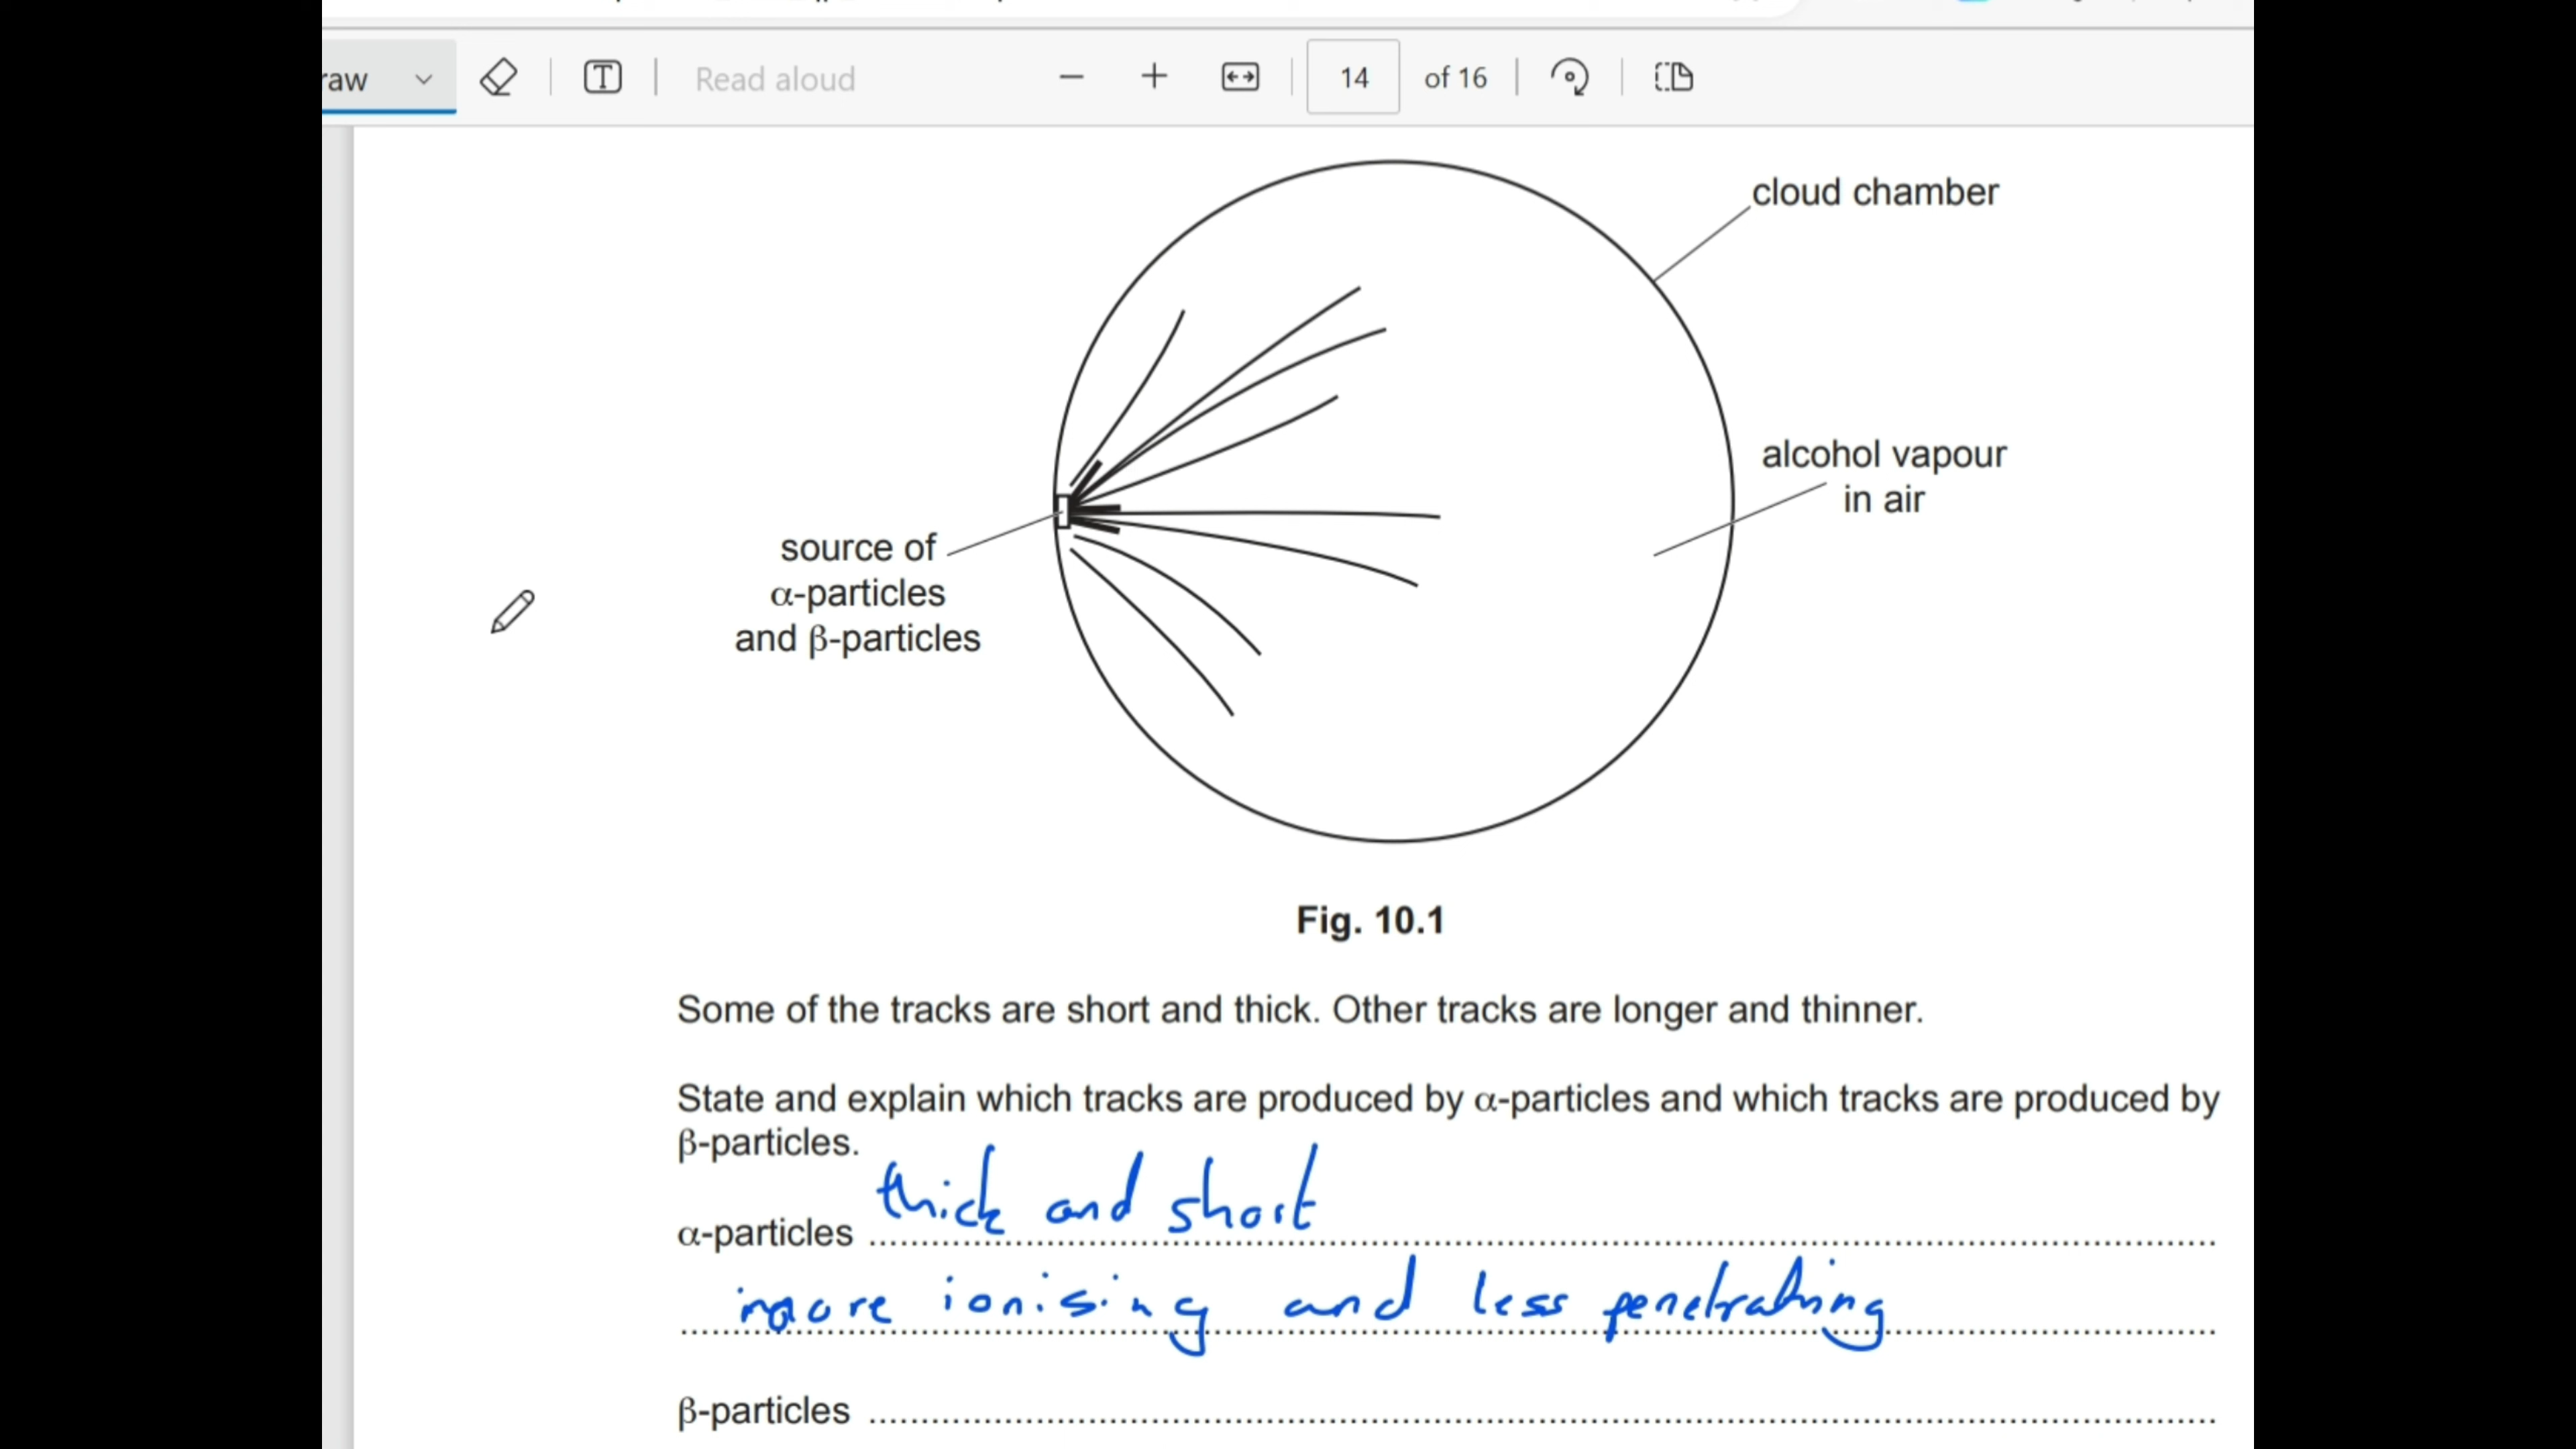 raw
Read aloud
14 of 16
cloud chamber
alcohol vapour
in air
source of
α-particles
and β-particles
Fig. 10.1
Some of the tracks are short and thick. Other tracks are longer and thinner.
State and explain which tracks are produced by α-particles and which tracks are produced by
β-particles.
α-particles thick and short
more ionising and less penetrating
β-particles